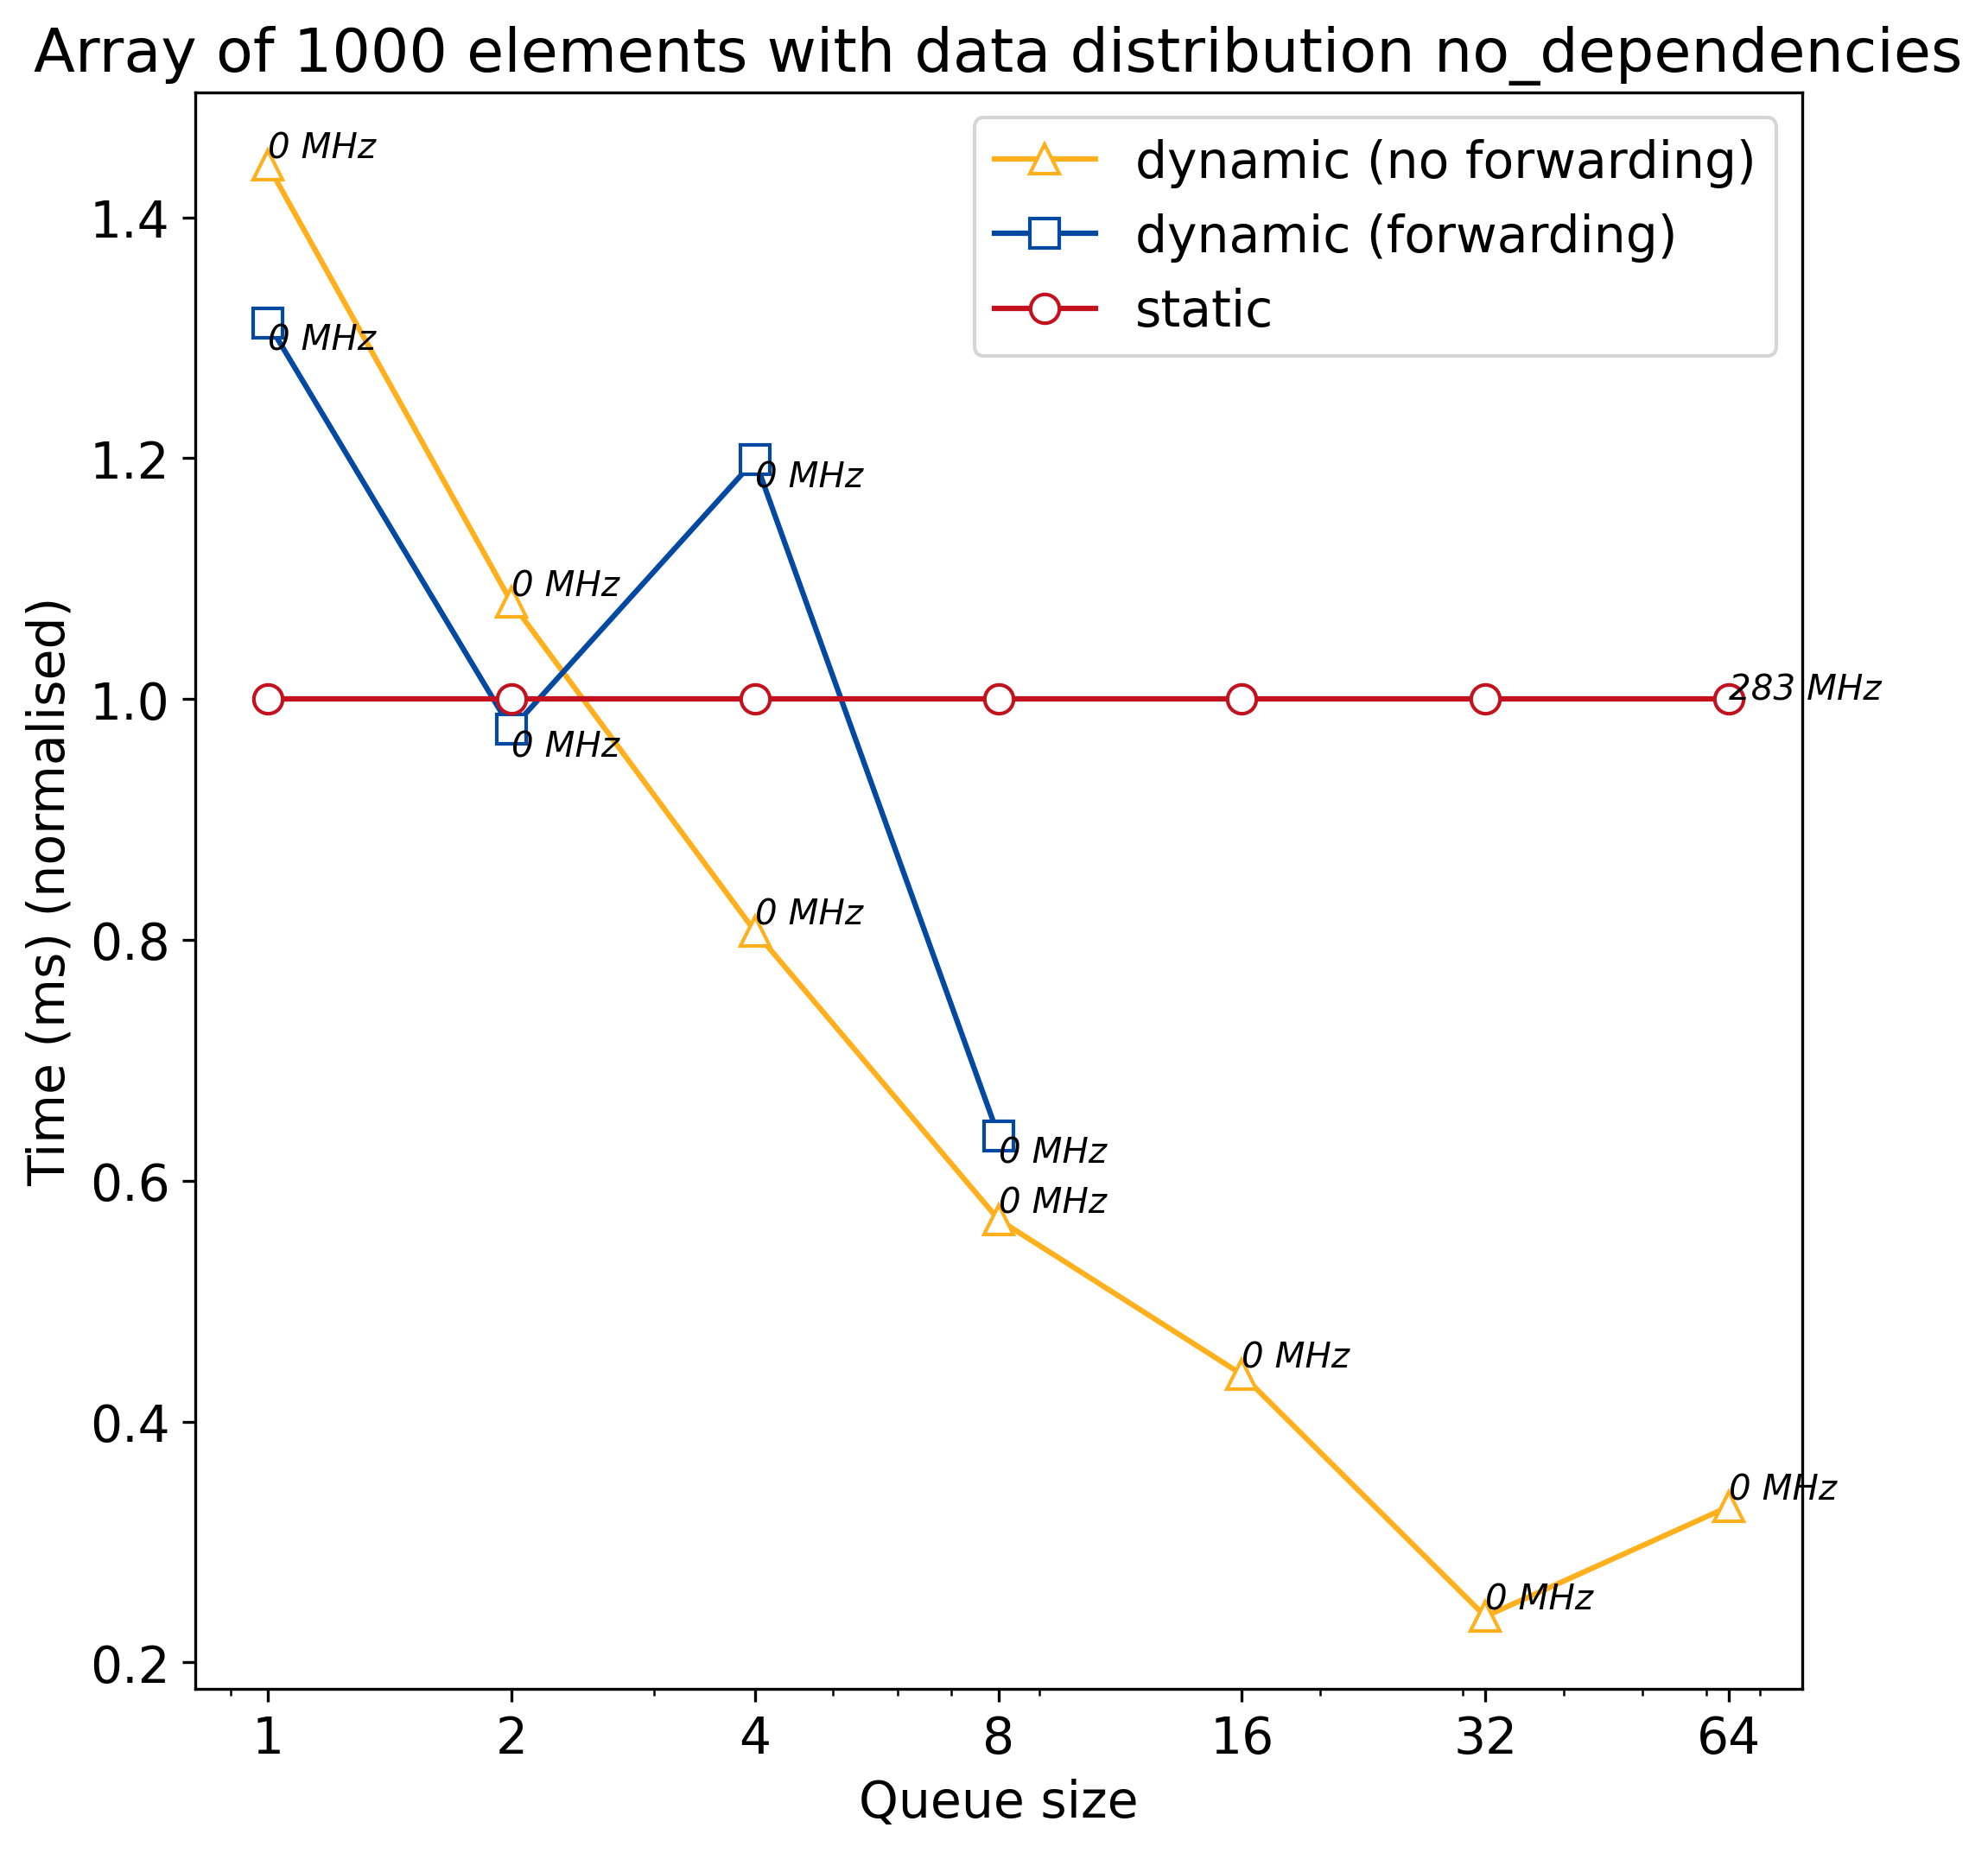 Array of 1000 elements with data distribution no_dependencies
dynamic (no forwarding)
dynamic (forwarding)
static
0 MHz
0 MHz
0 MHz
0 MHz
0 MHz
283 MHz
0 MHz
0 MHz
0 MHz
0 MHz
0 MHz
0 MHz
0 MHz
Time (ms) (normalised)
1.4
1.2
1.0
0.8
0.6
0.4
0.2
1 2 4 8 16 32 64
Queue size